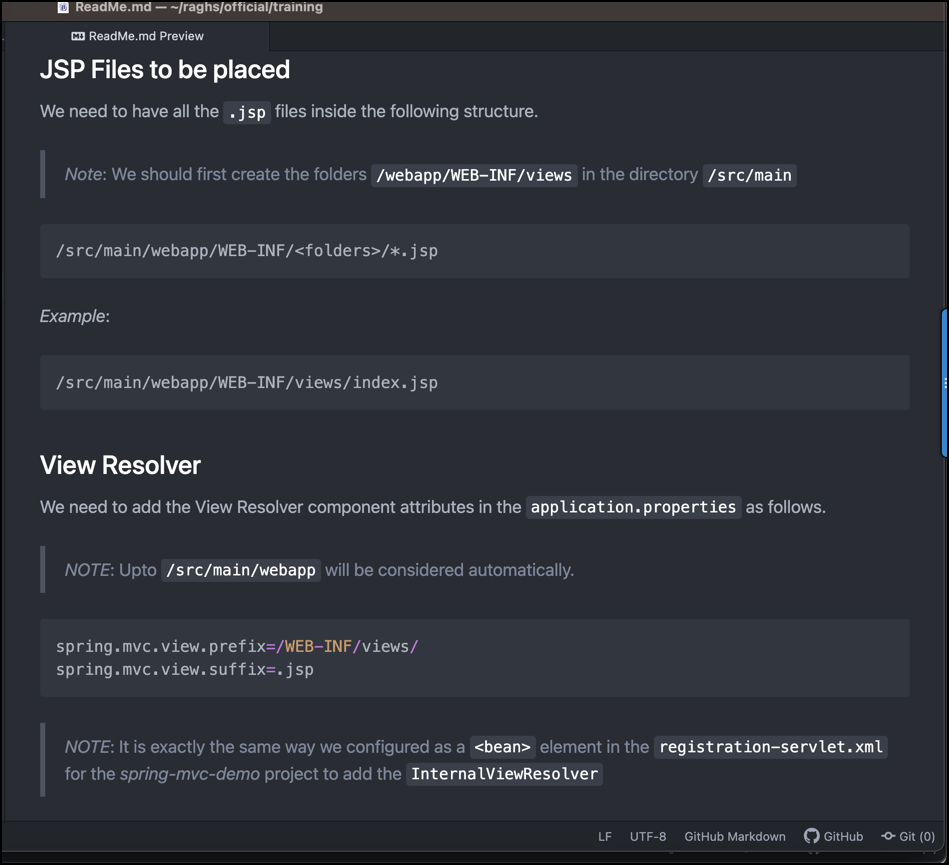 ReadMe.md — ~/raghs/official/training
ReadMe.md Preview
JSP Files to be placed
We need to have all the .jsp files inside the following structure.
Note: We should first create the folders /webapp/WEB-INF/views in the directory /src/main
/src/main/webapp/WEB-INF/<folders>/*.jsp
Example:
/src/main/webapp/WEB-INF/views/index.jsp
View Resolver
We need to add the View Resolver component attributes in the application.properties as follows.
NOTE: Upto /src/main/webapp will be considered automatically.
spring.mvc.view.prefix=/WEB-INF/views/
spring.mvc.view.suffix=.jsp
NOTE: It is exactly the same way we configured as a <bean> element in the registration-servlet.xml
for the spring-mvc-demo project to add the InternalViewResolver
LF UTF-8 GitHub Markdown GitHub Git (0)